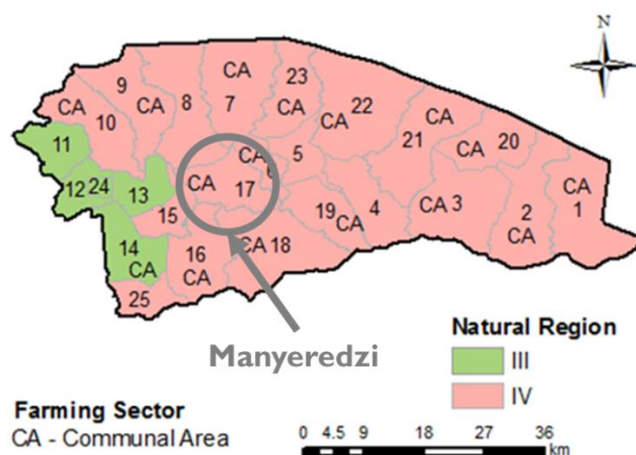 N
9
CA
23
CA
8
7
CA
22
CA
10
CA
CA
21
20
CA
11
CA
5
6
12
24
13
CA
17
CA
1
15
19
CA
4
CA 3
2
CA
14
CA
16
CA
CA 18
25
Manyeredzi
Natural Region
III
IV
Farming Sector
CA - Communal Area
0 4.5 9 18 27 36
km